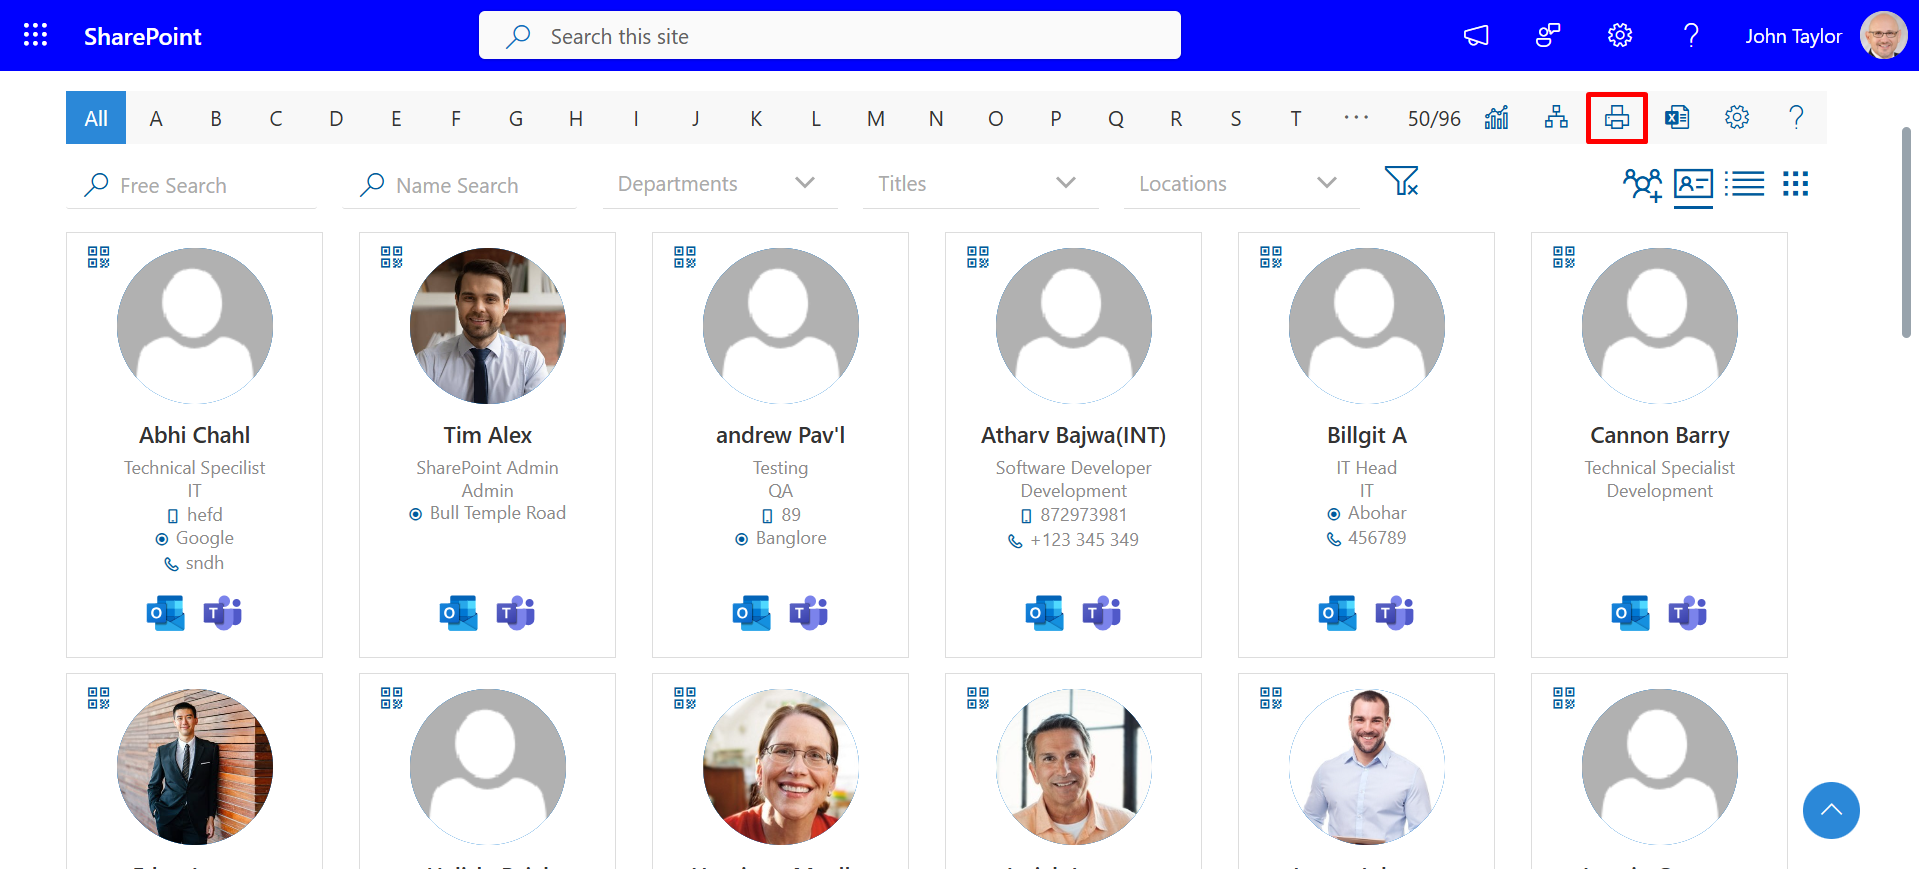 SharePoint
Search this site
?
John Taylor
All A B C D E F G H I J K L M N O P Q R S T ··· 50/96 ?
Free Search
Name Search
Departments
Titles
Locations
Abhi Chahl
Technical Specilist
IT
hefd
Google
sndh
Tim Alex
SharePoint Admin
Admin
Bull Temple Road
andrew Pav'l
Testing
QA
89
Banglore
Atharv Bajwa(INT)
Software Developer
Development
872973981
+123 345 349
Billgit A
IT Head
IT
Abohar
456789
Cannon Barry
Technical Specialist
Development